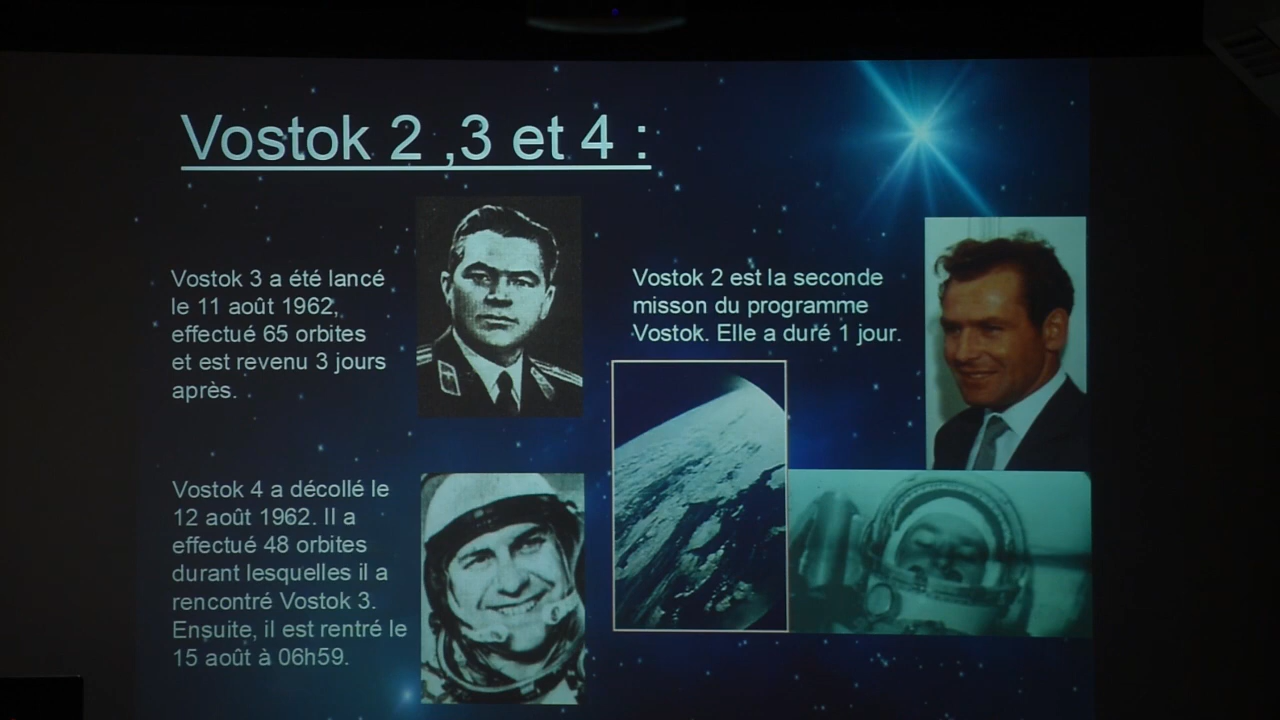 Vostok 2 ,3 et 4 :
Vostok 3 a été lancé
le 11 août 1962,
effectué 65 orbites
et est revenu 3 jours
après.
Vostok 2 est la seconde
misson du programme
Vostok. Elle a duré 1 jour.
Vostok 4 a décollé le
12 août 1962. Il a
effectué 48 orbites
durant lesquelles il a
rencontré Vostok 3.
Ensuite, il est rentré le
15 août à 06h59.